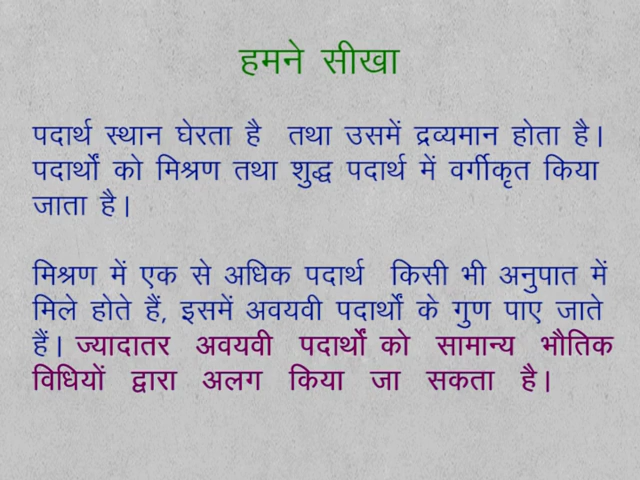 हमने सीखा
पदार्थ स्थान घेरता है तथा उसमें द्रव्यमान होता है।
पदार्थों को मिश्रण तथा शुद्ध पदार्थ में वर्गीकृत किया
जाता है।
मिश्रण में एक से अधिक पदार्थ किसी भी अनुपात में
मिले होते हैं, इसमें अवयवी पदार्थों के गुण पाए जाते
हैं। ज्यादातर अवयवी पदार्थों को सामान्य भौतिक
विधियों द्वारा अलग किया जा सकता है।